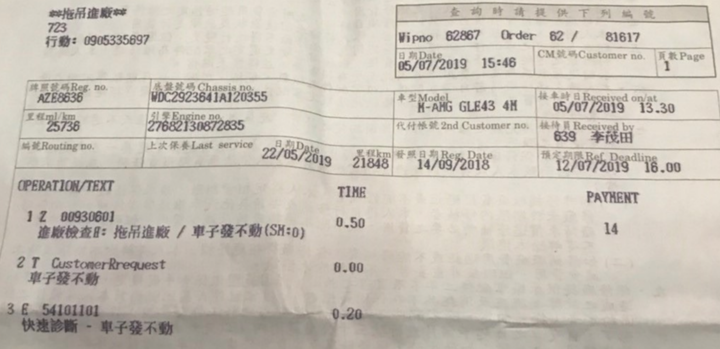 **拖吊進廠**
723
行動: 0905335697
查 詢 時 請 提 供 下 列 編 號
Wipno 62867 Order 62 / 81617
日期Date
05/07/2019 15:46
CM.號碼Customer no.
頁數Page
1
牌照號碼Reg. no.
AZE8636
底盤號碼Chassis no.
WDC2923641A120355
車型Model
M-AMG GLE43 4M
接車時日Received on/at
05/07/2019 13.30
里程ml/km
25736
引擎Engine no.
27682130872835
代付帳號 2nd Customer no.
接待員Received by
639 李茂田
編號Routing no.
上次保養Last service
日期Date
22/05/2019
里程km
21848
發照日期Reg. Date
14/09/2018
預定期限Ref. Deadline
12/07/2019 16.00
OPERATION/TEXT TIME PAYMENT
1 Z 00930601 0.50 14
進廠檢查: 拖吊進廠 / 車子發不動(SM:0)
2 T CustomerRrequest 0.00
車子發不動
3 E 54101101 0.20
快速診斷 - 車子發不動